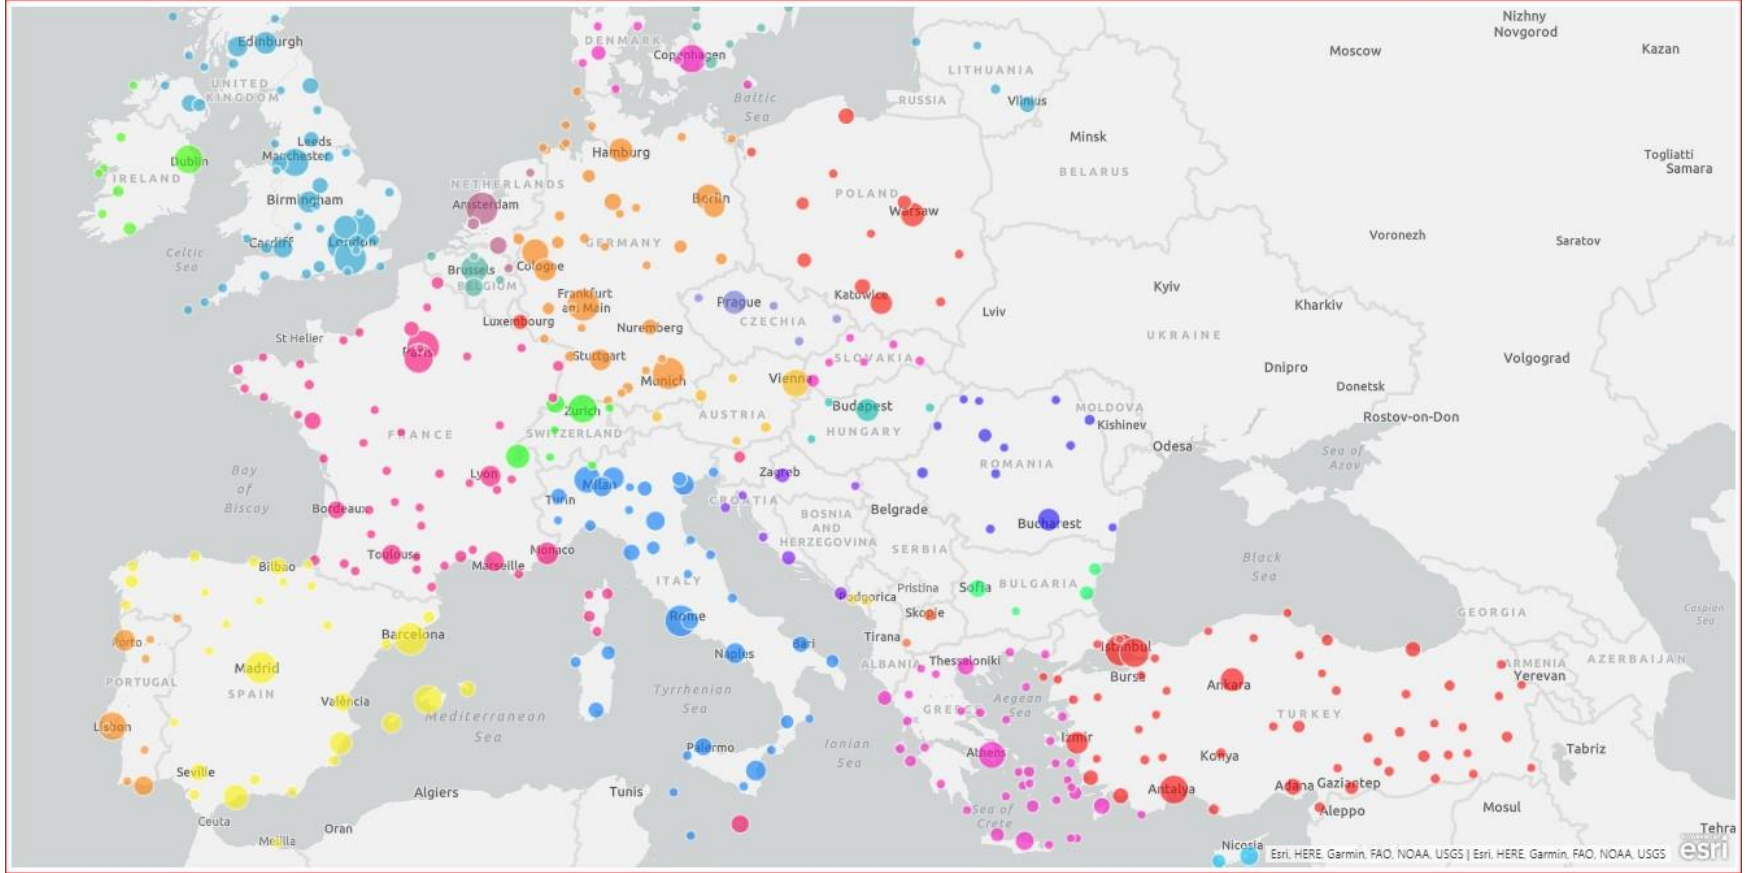 Nizhny
Novgorod
Moscow
Kazan
Edinburgh
DENMARK
Copenhagen
LITHUANIA
UNITED
KINGDOM
Baltic
Sea
RUSSIA
Vilnius
Minsk
Leeds
Manchester
Hamburg
Togliatti
Samara
Dublin
IRELAND
BELARUS
NETHERLANDS
Amsterdam
Birmingham
Berlin
POLAND
Warsaw
Celtic
Sea
Cardiff
London
GERMANY
Voronezh
Saratov
Brussels
BELGIUM
Cologne
Frankfurt
am Main
Prague
Katowice
Kyiv
Kharkiv
Lviv
St Helier
Luxembourg
Nuremberg
CZECHIA
UKRAINE
Paris
Stuttgart
SLOVAKIA
Volgograd
Dnipro
Munich
Vienna
Donetsk
Zurich
AUSTRIA
Budapest
MOLDOVA
Kishinev
Rostov-on-Don
FRANCE
SWITZERLAND
HUNGARY
Odesa
Sea of
Azov
Bay
of
Biscay
Lyon
Milan
Zagreb
ROMANIA
Turin
CROATIA
Bordeaux
BOSNIA
AND
HERZEGOVINA
Belgrade
Bucharest
Toulouse
Monaco
Marseille
SERBIA
Bilbao
Black
Sea
ITALY
Podgorica
Pristina
Sofia
BULGARIA
Skopje
GEORGIA
Caspian
Sea
Porto
Barcelona
Rome
Bari
Tirana
Istanbul
Madrid
Naples
ALBANIA
Thessaloniki
Bursa
Ankara
ARMENIA
Yerevan
AZERBAIJAN
PORTUGAL
SPAIN
València
Tyrrhenian
Sea
Aegean
Sea
Lisbon
Mediterranean
Sea
GREECE
TURKEY
Palermo
Ionian
Sea
Athens
Izmir
Konya
Tabriz
Seville
Algiers
Tunis
Antalya
Adana
Gaziantep
Ceuta
Oran
Melilla
Sea of
Crete
Aleppo
Mosul
Nicosia
Tehra
Esri, HERE, Garmin, FAO, NOAA, USGS | Esri, HERE, Garmin, FAO, NOAA, USGS
esri